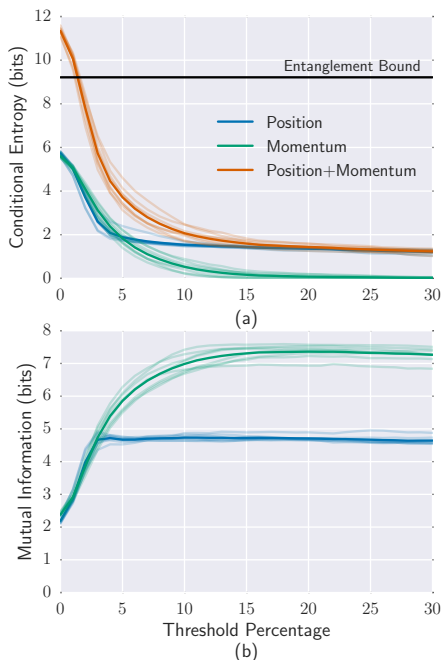 12
10
8
6
4
2
0
Conditional Entropy (bits)
Entanglement Bound
Position
Momentum
Position+Momentum
0 5 10 15 20 25 30
(a)
8
7
6
5
4
3
2
1
0
Mutual Information (bits)
0 5 10 15 20 25 30
Threshold Percentage
(b)